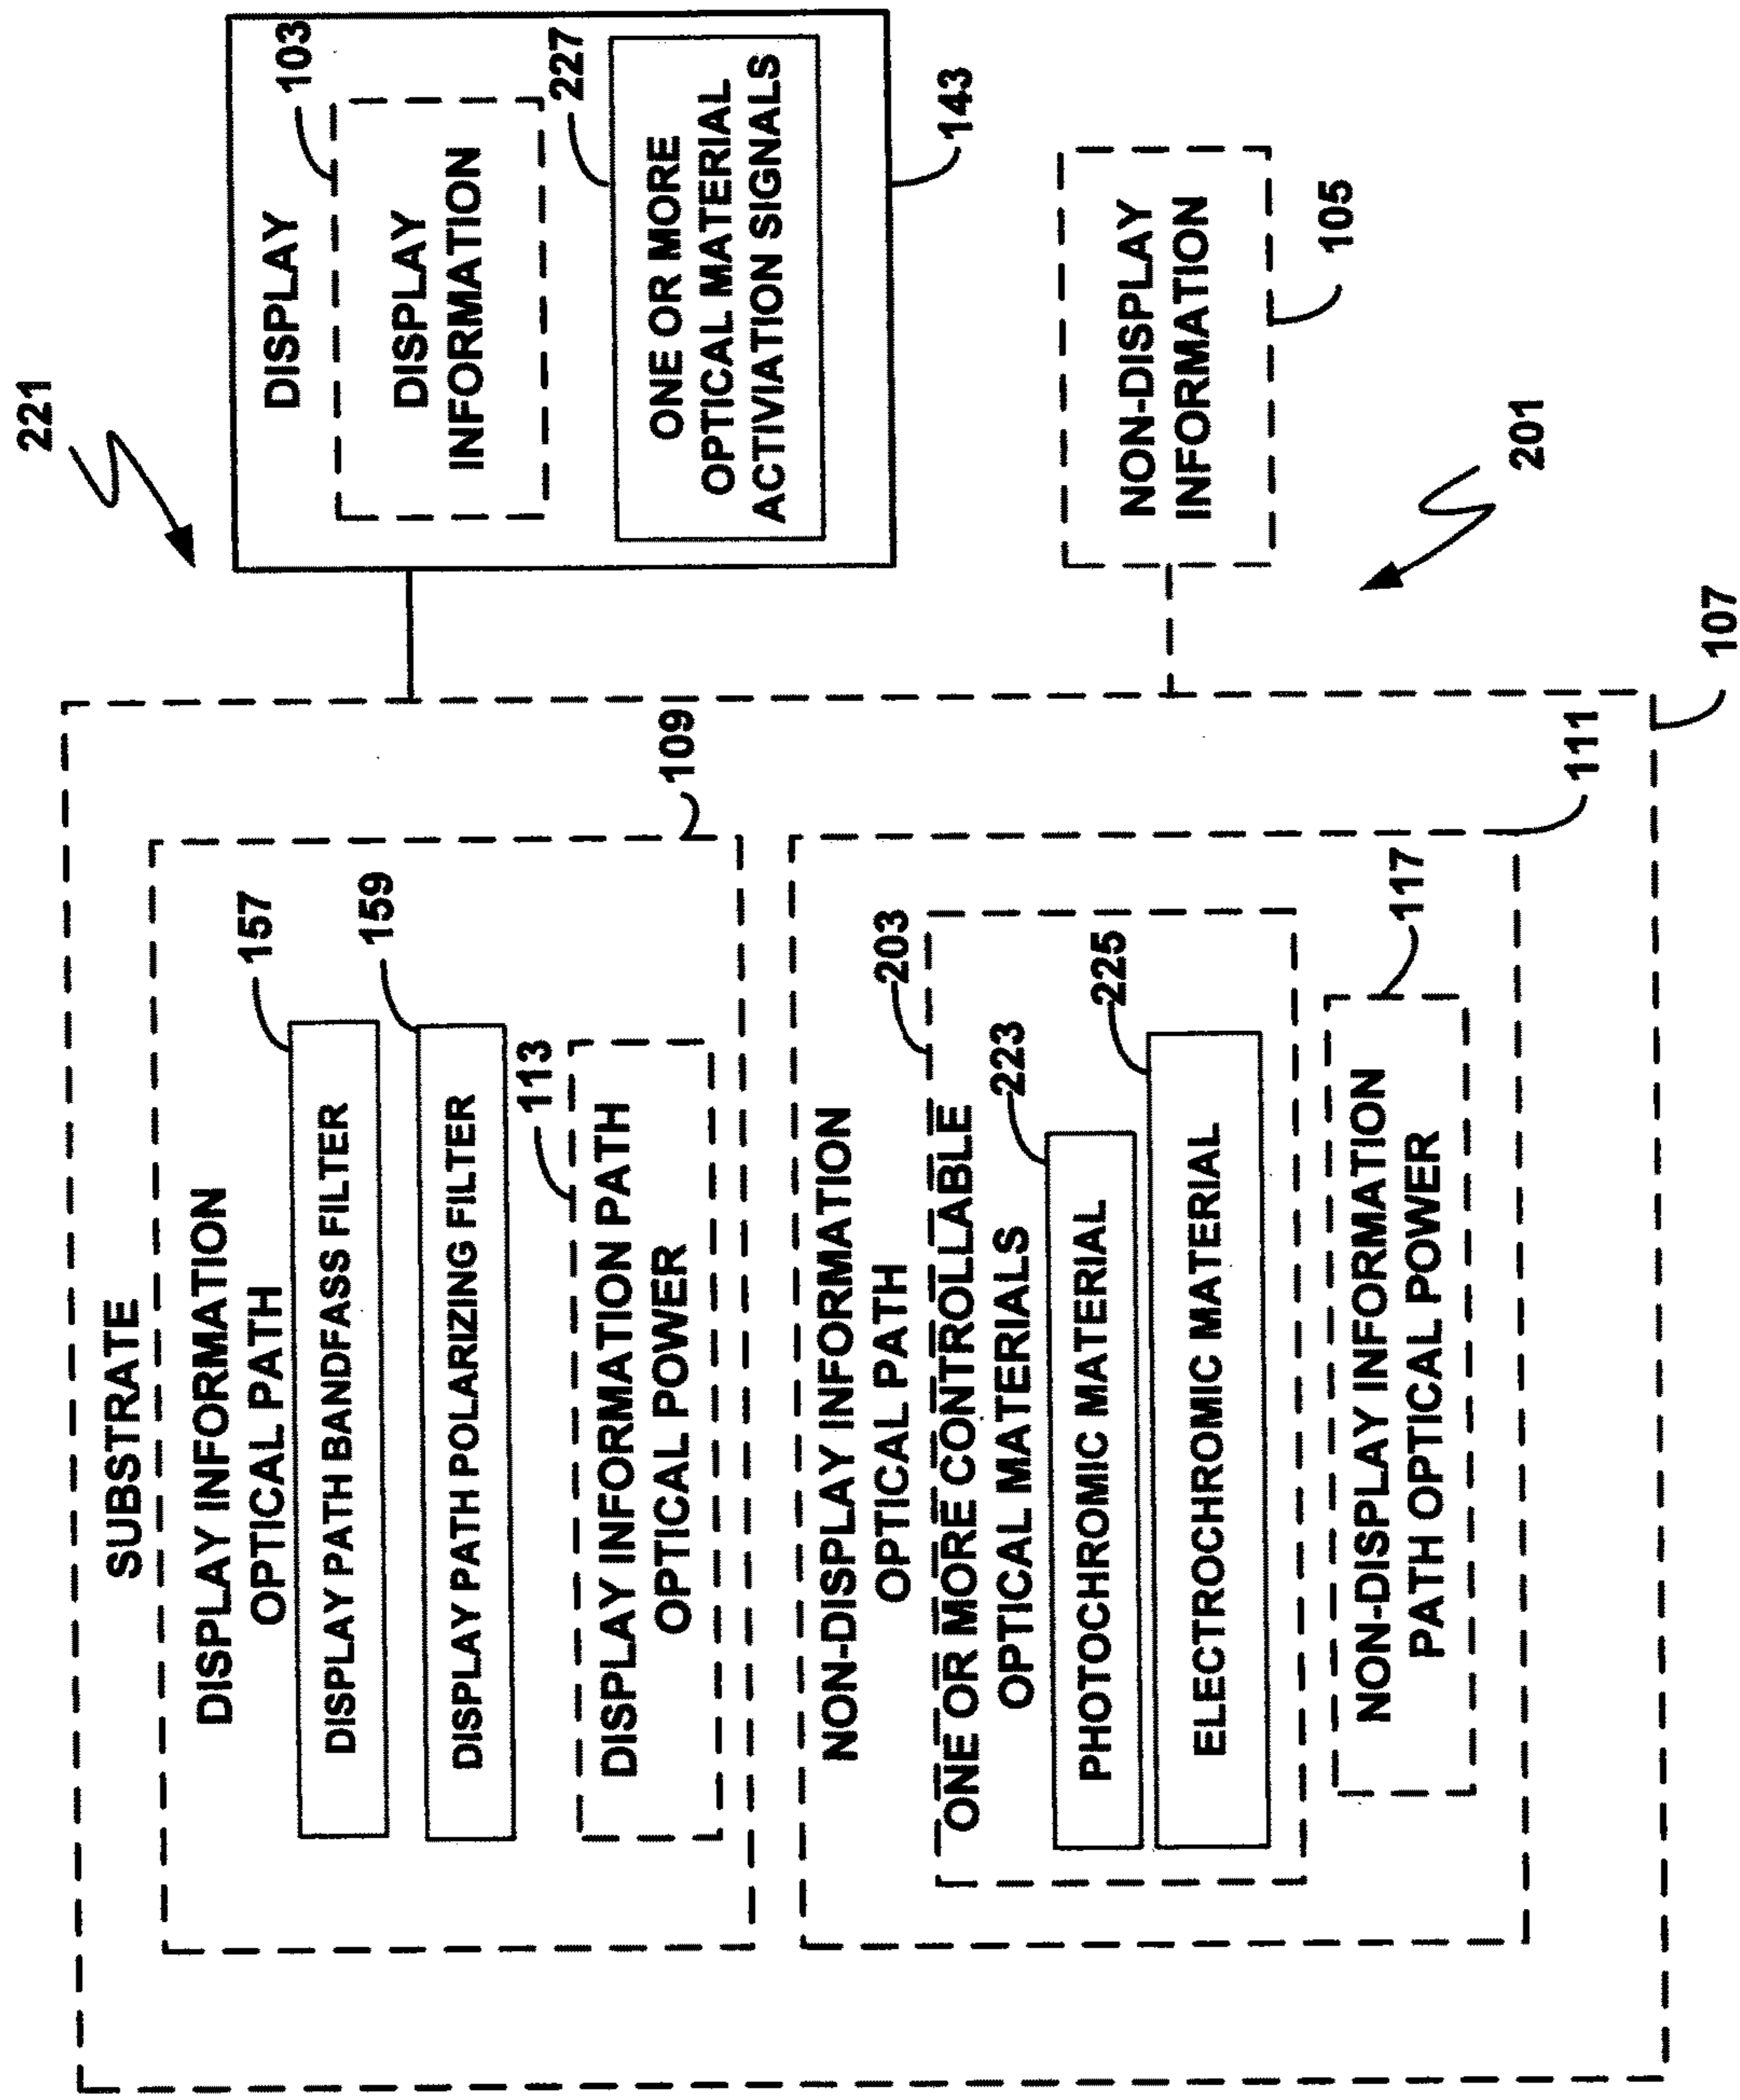 221
DISPLAY
103
DISPLAY
INFORMATION
227
ONE OR MORE
OPTICAL MATERIAL
ACTIVIATION SIGNALS
143
NON-DISPLAY
INFORMATION
105
201
107
SUBSTRATE
109
DISPLAY INFORMATION
OPTICAL PATH
157
DISPLAY PATH BANDFASS FILTER
159
DISPLAY PATH POLARIZING FILTER
113
DISPLAY INFORMATION PATH
OPTICAL POWER
111
NON-DISPLAY INFORMATION
OPTICAL PATH
203
ONE OR MORE CONTROLLABLE
OPTICAL MATERIALS
223
PHOTOCHROMIC MATERIAL
225
ELECTROCHROMIC MATERIAL
117
NON-DISPLAY INFORMATION
PATH OPTICAL POWER